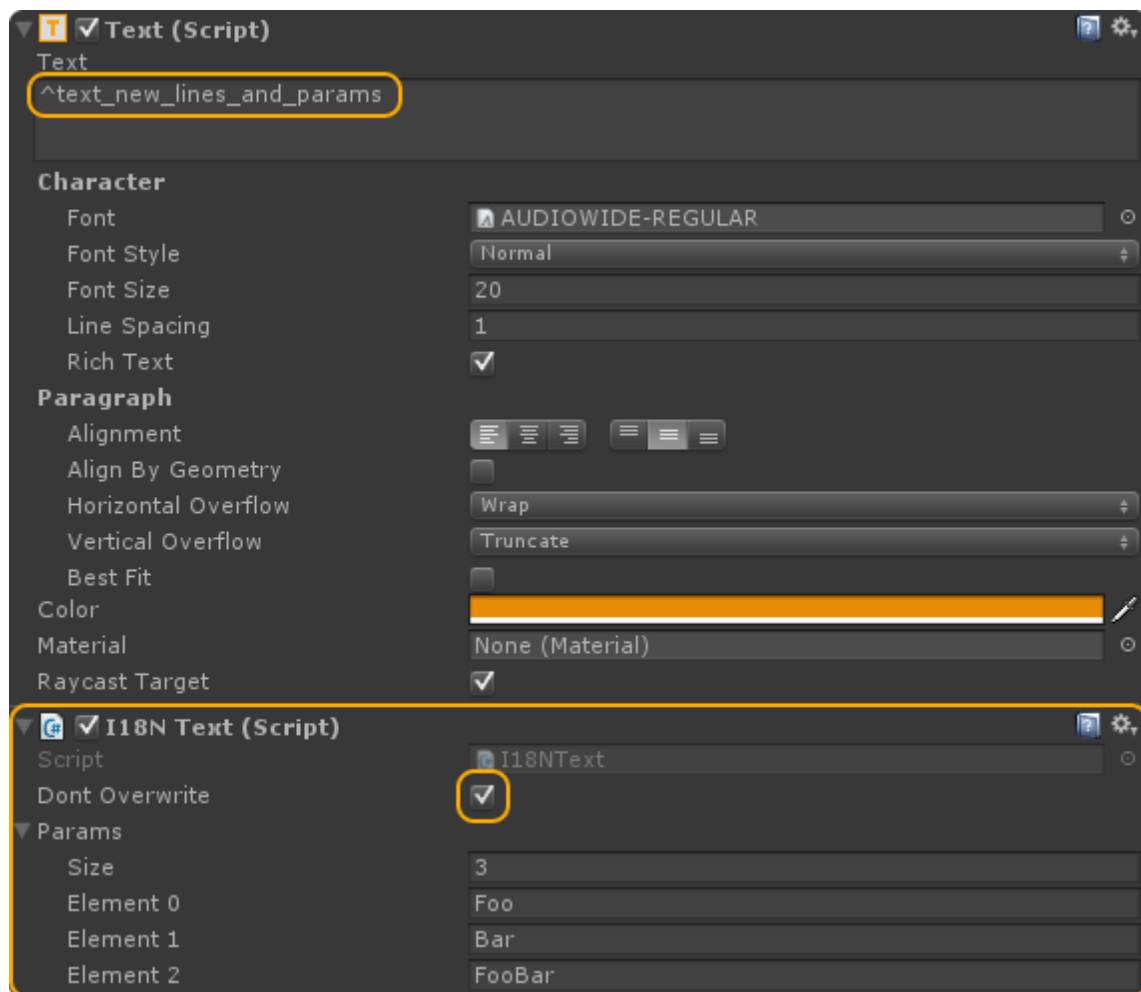 Text (Script)
Text
^text_new_lines_and_params
Character
Font AUDIOWIDE-REGULAR
Font Style Normal
Font Size 20
Line Spacing 1
Rich Text
Paragraph
Alignment
Align By Geometry
Horizontal Overflow Wrap
Vertical Overflow Truncate
Best Fit
Color
Material None (Material)
Raycast Target
I18N Text (Script)
Script I18NText
Dont Overwrite
Params
Size 3
Element 0 Foo
Element 1 Bar
Element 2 FooBar